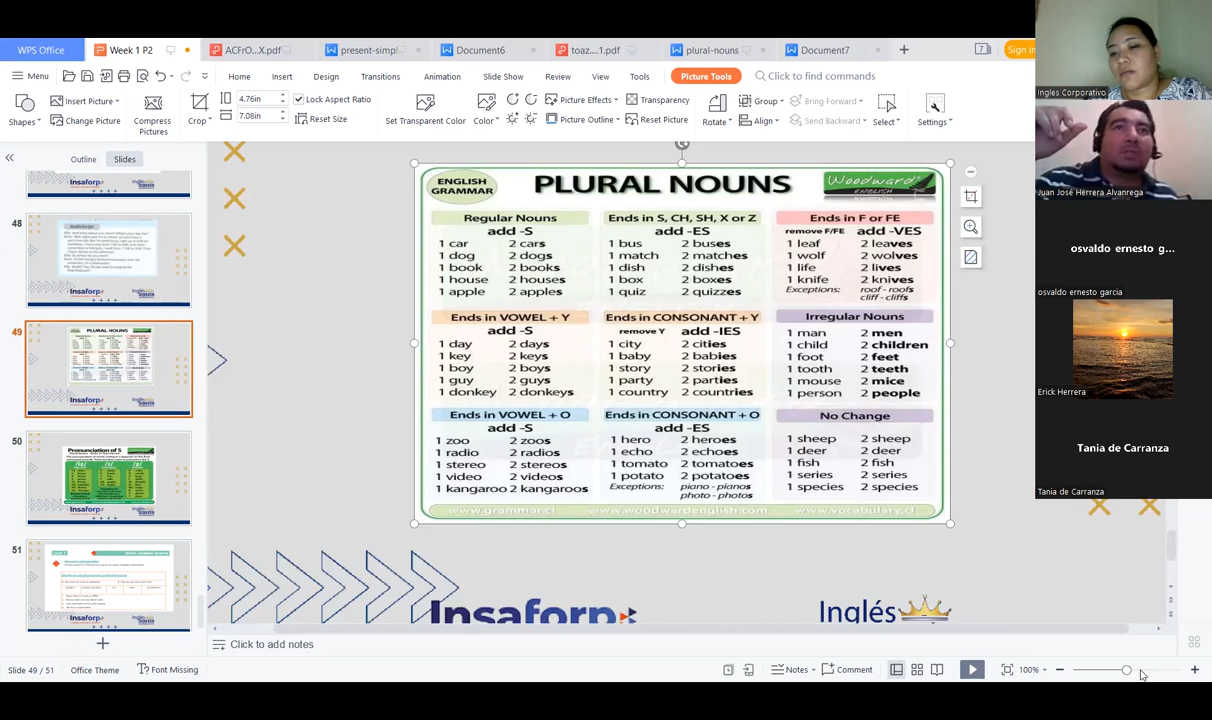 WPS Office
Week 1 P2
ACFrO...X.pdf
present-simpl
Document6
toaz....1.pdf
plural-nouns
Document7
7
Sign in
Menu
Home
Insert
Design
Transitions
Animation
Slide Show
Review
View
Tools
Picture Tools
Click to find commands
Shapes
Insert Picture
Change Picture
Compress
Pictures
Crop
4.76in
7.08in
Lock Aspect Ratio
Reset Size
Set Transparent Color
Color
Picture Effects
Transparency
Picture Outline
Reset Picture
Rotate
Group
Align
Bring Forward
Send Backward
Select
Settings
Outline
Slides
48
49
50
51
Insaforp
PLURAL NOUNS
Insaforp
Pronunciation of S
Insaforp
Insaforp
ENGLISH
GRAMMAR
PLURAL NOUNS
Woodward
ENGLISH
Regular Nouns
add -S
1 car 2 cars
1 dog 2 dogs
1 book 2 books
1 house 2 houses
1 apple 2 apples
Ends in S, CH, SH, X or Z
add -ES
1 bus 2 buses
1 match 2 matches
1 dish 2 dishes
1 box 2 boxes
1 quiz 2 quizzes
Ends in F or FE
remove F/FE add -VES
1 leaf 2 leaves
1 wolf 2 wolves
1 life 2 lives
1 knife 2 knives
Exceptions: roof - roofs
cliff - cliffs
Ends in VOWEL + Y
add -S
1 day 2 days
1 key 2 keys
1 boy 2 boys
1 guy 2 guys
1 donkey 2 donkeys
Ends in CONSONANT + Y
remove Y add -IES
1 city 2 cities
1 baby 2 babies
1 story 2 stories
1 party 2 parties
1 country 2 countries
Irregular Nouns
1 man 2 men
1 child 2 children
1 foot 2 feet
1 tooth 2 teeth
1 mouse 2 mice
1 person 2 people
Ends in VOWEL + O
add -S
1 zoo 2 zoos
1 radio 2 radios
1 stereo 2 stereos
1 video 2 videos
1 kangaroo 2 kangaroos
Ends in CONSONANT + O
add -ES
1 hero 2 heroes
1 echo 2 echoes
1 tomato 2 tomatoes
1 potato 2 potatoes
Exceptions: piano - pianos
photo - photos
No Change
1 sheep 2 sheep
1 deer 2 deer
1 fish 2 fish
1 series 2 series
1 species 2 species
www.grammar.cl www.woodwardenglish.com www.vocabulary.cl
Insaforp
Inglés
Click to add notes
Slide 49 / 51
Office Theme
Font Missing
Notes
Comment
100%
Ingles Corporativo
Juan José Herrera Alvanrega
osvaldo ernesto g...
osvaldo ernesto garcia
Erick Herrera
Tania de Carranza
Tania de Carranza